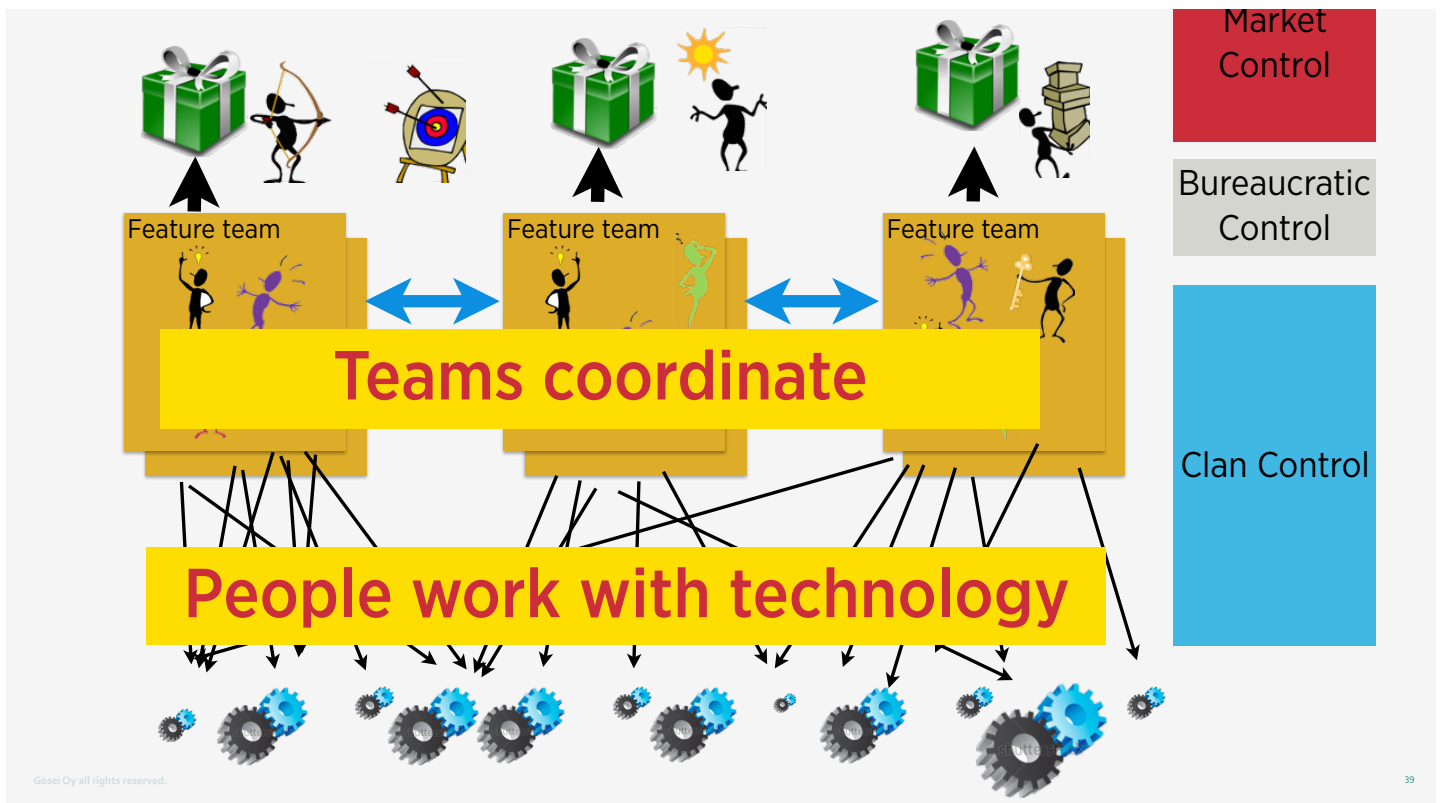 Market
Control
Bureaucratic
Control
Feature team
Feature team
Feature team
Teams coordinate
Clan Control
People work with technology
Gosei Oy all rights reserved.
39